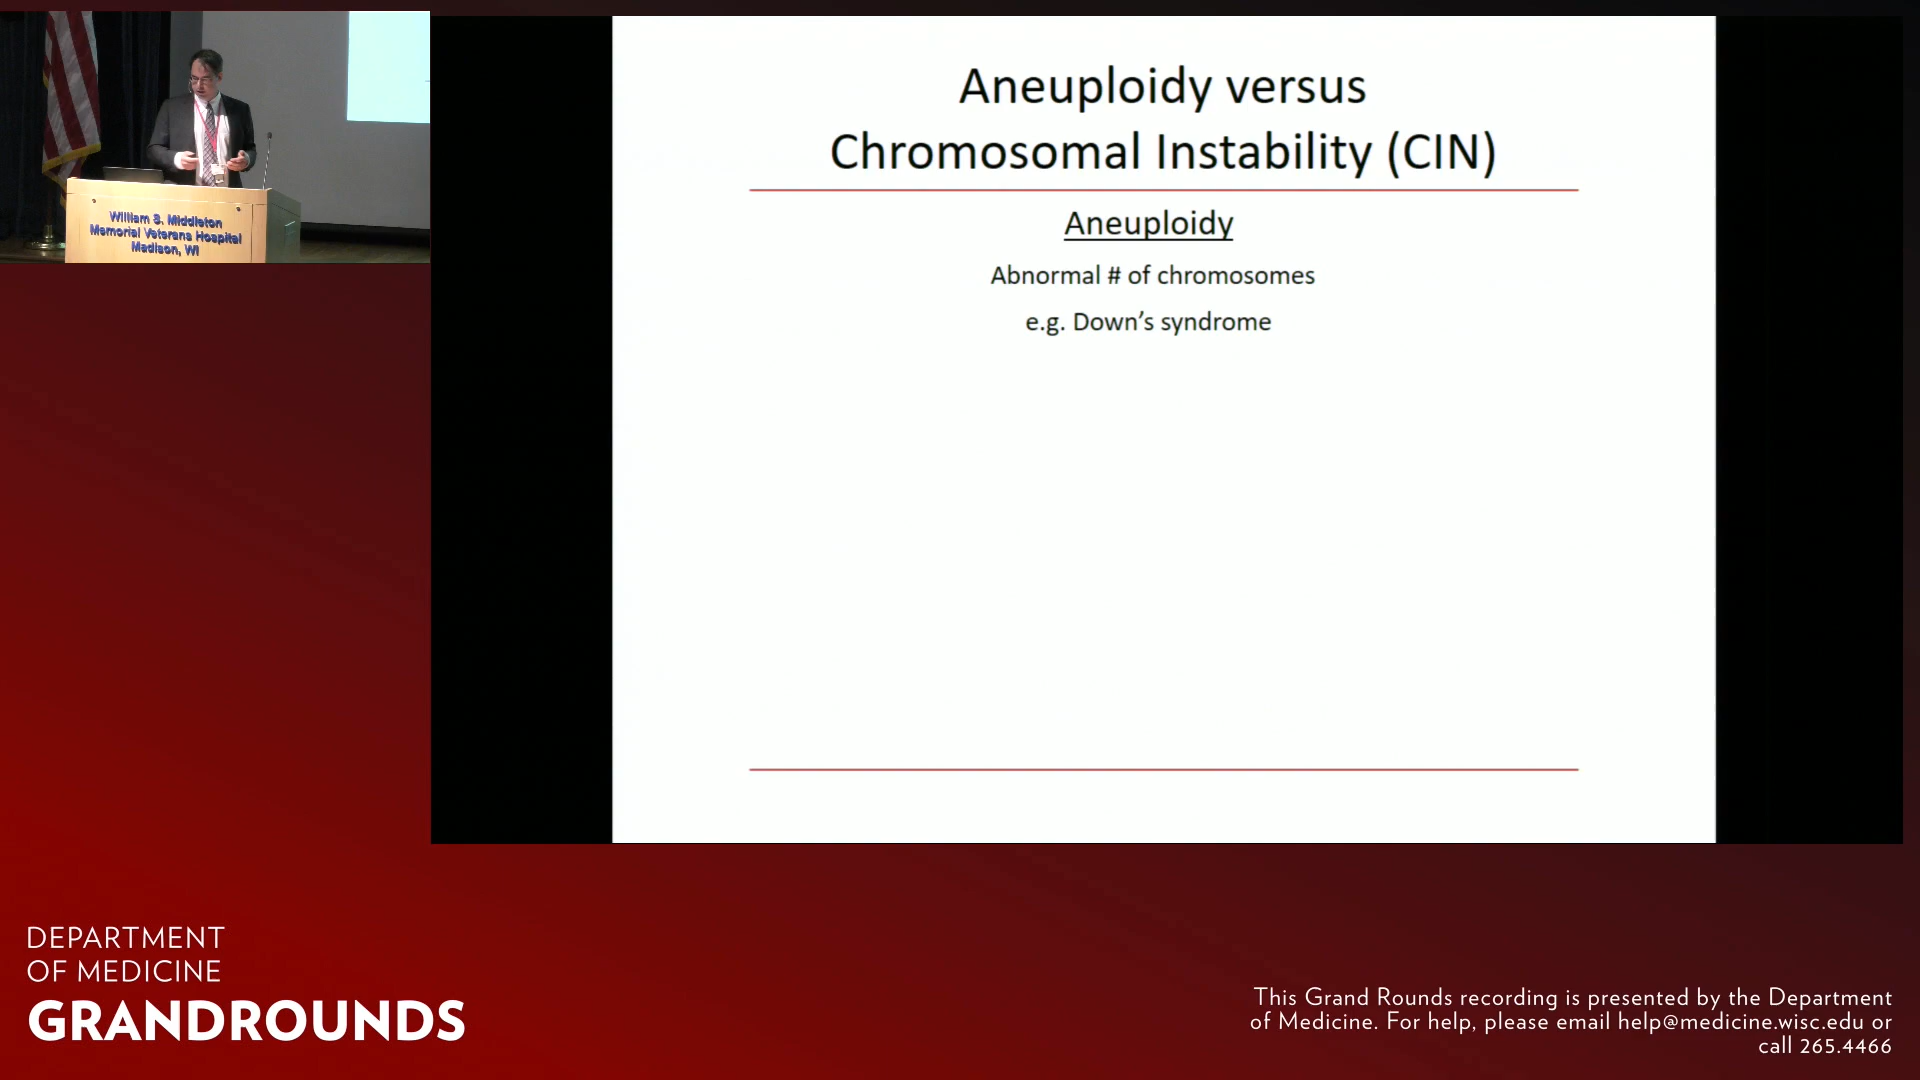 William S. Middleton
Memorial Veterans Hospital
Madison, WI
Aneuploidy versus
Chromosomal Instability (CIN)
Aneuploidy
Abnormal # of chromosomes
e.g. Down's syndrome
DEPARTMENT
OF MEDICINE
GRANDROUNDS
This Grand Rounds recording is presented by the Department
of Medicine. For help, please email help@medicine.wisc.edu or
call 265.4466